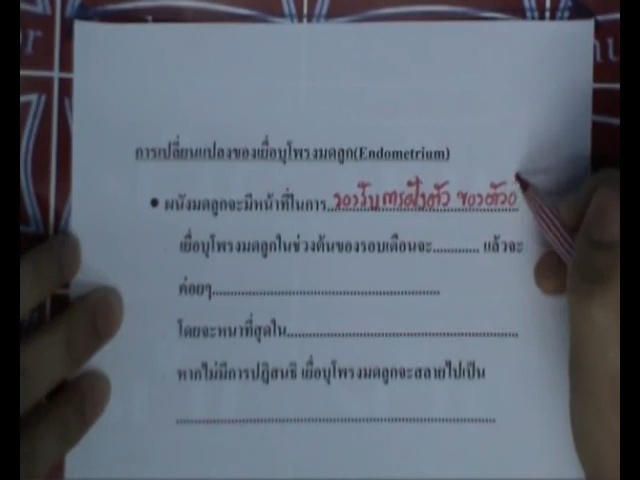 การเปลี่ยนแปลงของเยื่อบุโพรงมดลูก(Endometrium)
• ผนังมดลูกจะมีหน้าที่ในการ..รองรับการฝังตัว ของตัวอ
เยื่อบุโพรงมดลูกในช่วงต้นของรอบเดือนจะ............ แล้วจะ
ค่อยๆ..........................................................
โดยจะหนาที่สุดใน..........................................................
หากไม่มีการปฎิสนธิ เยื่อบุโพรงมดลูกจะสลายไปเป็น
................................................................................